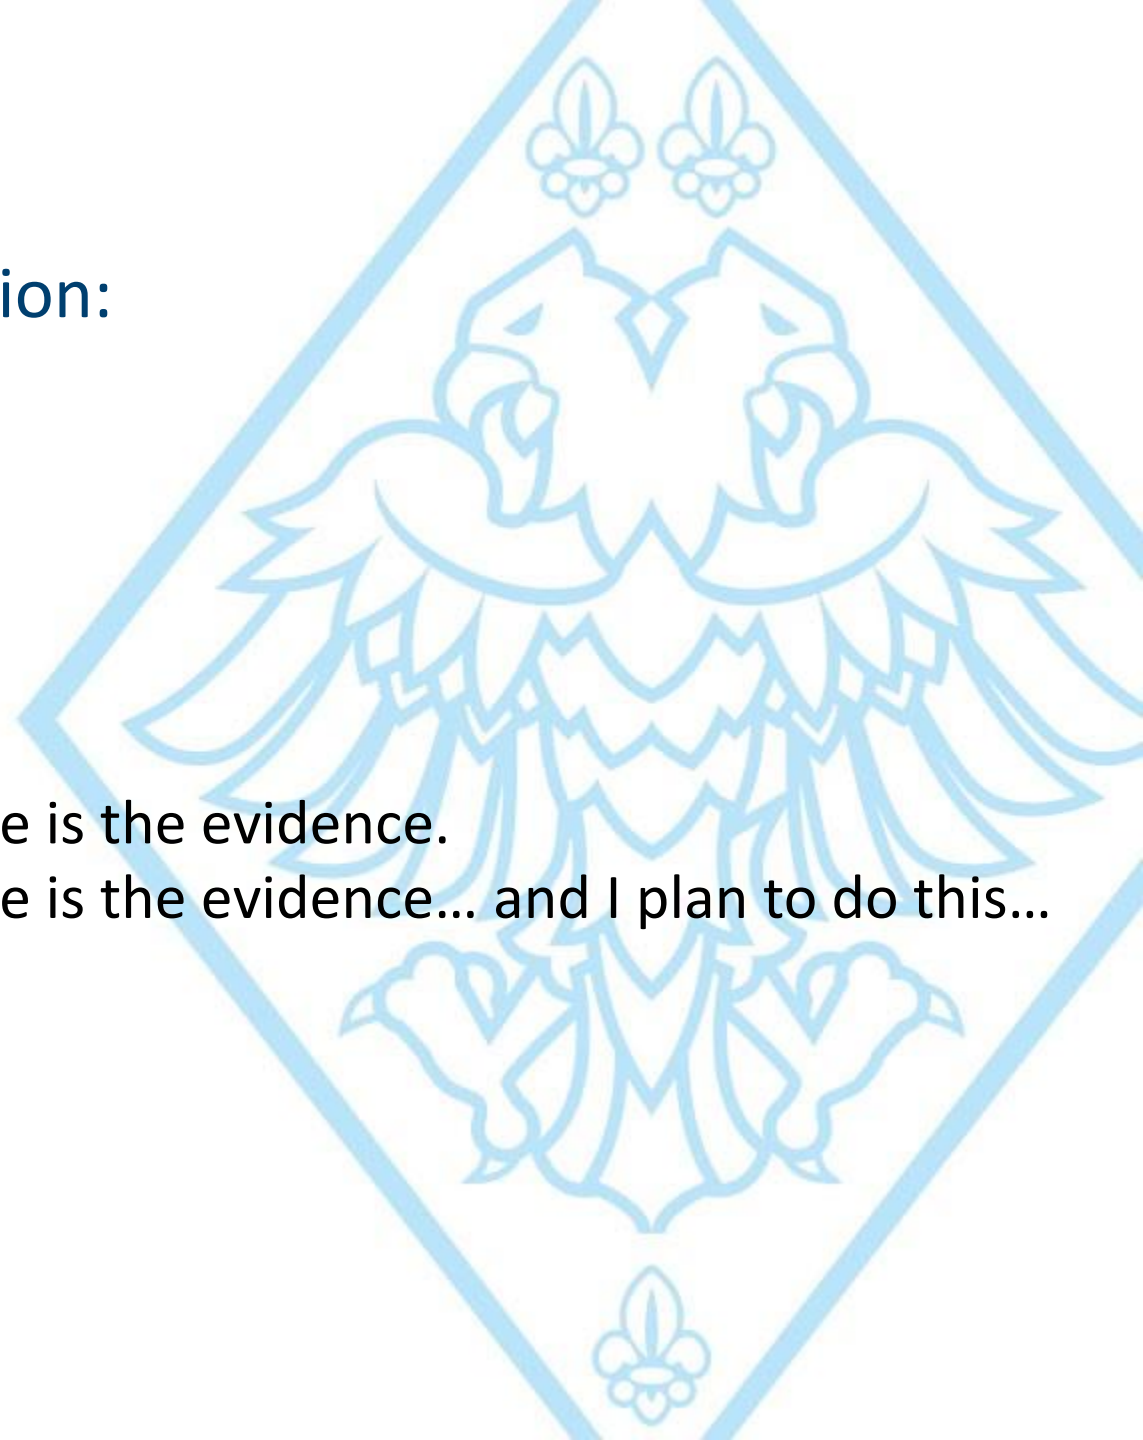 ion:
e is the evidence.
e is the evidence… and I plan to do this…